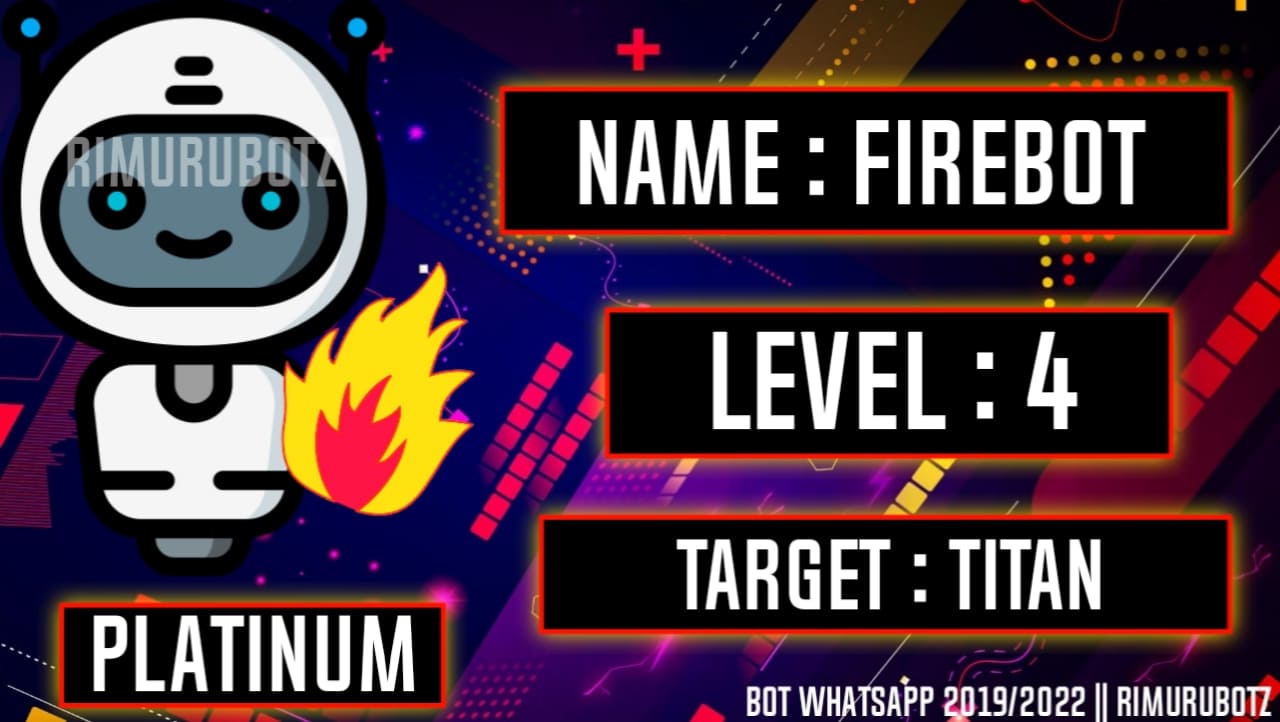 RIMURUBOTZ
NAME : FIREBOT
LEVEL : 4
TARGET : TITAN
PLATINUM
BOT WHATSAPP 2019/2022 || RIMURUBOTZ